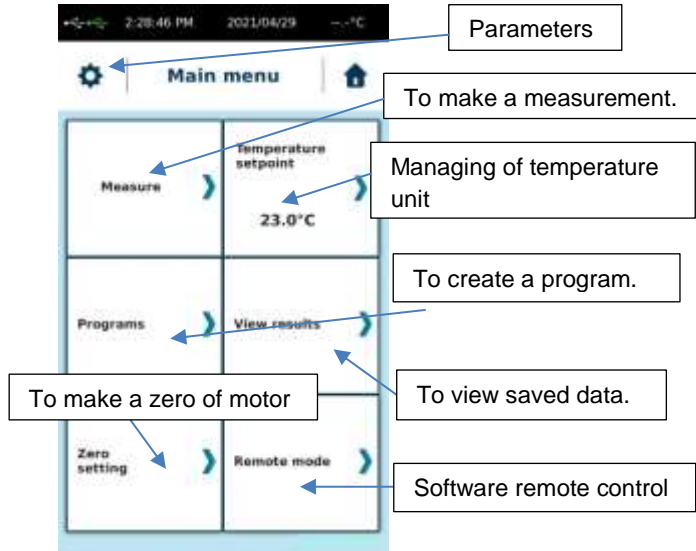 2:28:46 PM 2021/04/29 --.-°C
Parameters
Main menu
To make a measurement.
Temperature
setpoint
Measure
23.0°C
Managing of temperature
unit
To create a program.
Programs
View results
To make a zero of motor
To view saved data.
Zero
setting
Remote mode
Software remote control